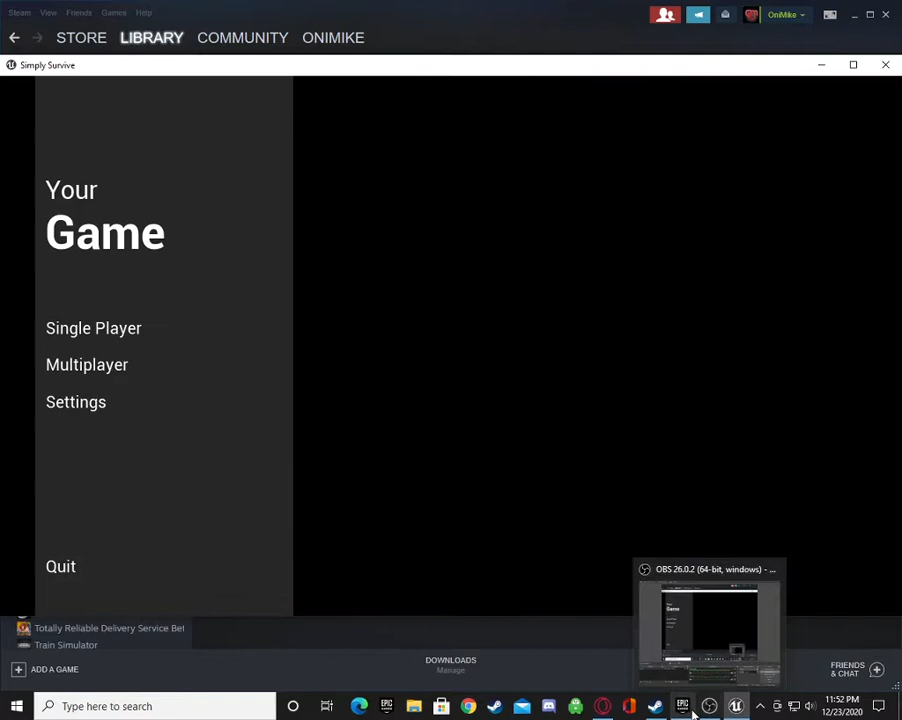 Steam View Friends Games Help
OniMike
STORE LIBRARY COMMUNITY ONIMIKE
Simply Survive
Your
Game
Single Player
Multiplayer
Settings
Quit
OBS 26.0.2 (64-bit, windows) - ...
Totally Reliable Delivery Service Bet
Train Simulator
ADD A GAME
DOWNLOADS
Manage
FRIENDS
& CHAT
Type here to search
EPIC
EPIC
11:52 PM
12/23/2020